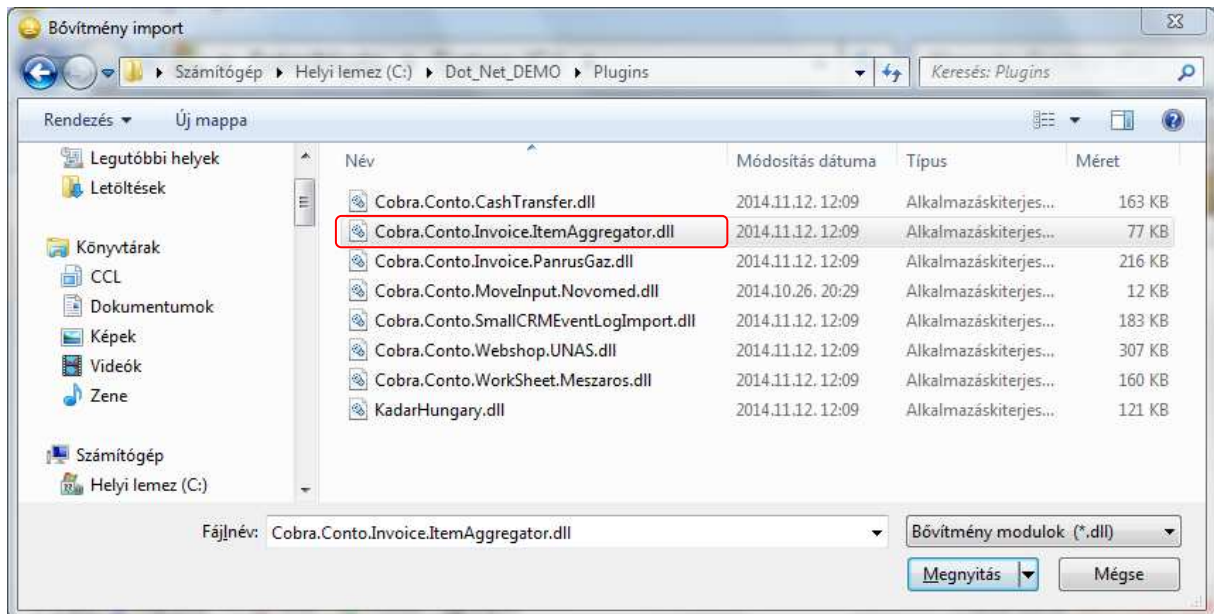 Bővítmény import
Számítógép Helyi lemez (C:) Dot_Net_DEMO Plugins Keresés: Plugins
Rendezés Új mappa
Legutóbbi helyek
Letöltések
Könyvtárak
CCL
Dokumentumok
Képek
Videók
Zene
Számítógép
Helyi lemez (C:)
Név Módosítás dátuma Típus Méret
Cobra.Conto.CashTransfer.dll 2014.11.12. 12:09 Alkalmazáskiterjes... 163 KB
Cobra.Conto.Invoice.ItemAggregator.dll 2014.11.12. 12:09 Alkalmazáskiterjes... 77 KB
Cobra.Conto.Invoice.PanrusGaz.dll 2014.11.12. 12:09 Alkalmazáskiterjes... 216 KB
Cobra.Conto.MoveInput.Novomed.dll 2014.10.26. 20:29 Alkalmazáskiterjes... 12 KB
Cobra.Conto.SmallCRMEventLogImport.dll 2014.11.12. 12:09 Alkalmazáskiterjes... 183 KB
Cobra.Conto.Webshop.UNAS.dll 2014.11.12. 12:09 Alkalmazáskiterjes... 307 KB
Cobra.Conto.WorkSheet.Meszaros.dll 2014.11.12. 12:09 Alkalmazáskiterjes... 160 KB
KadarHungary.dll 2014.11.12. 12:09 Alkalmazáskiterjes... 121 KB
Fájlnév: Cobra.Conto.Invoice.ItemAggregator.dll Bővítmény modulok (*.dll)
Megnyitás Mégse